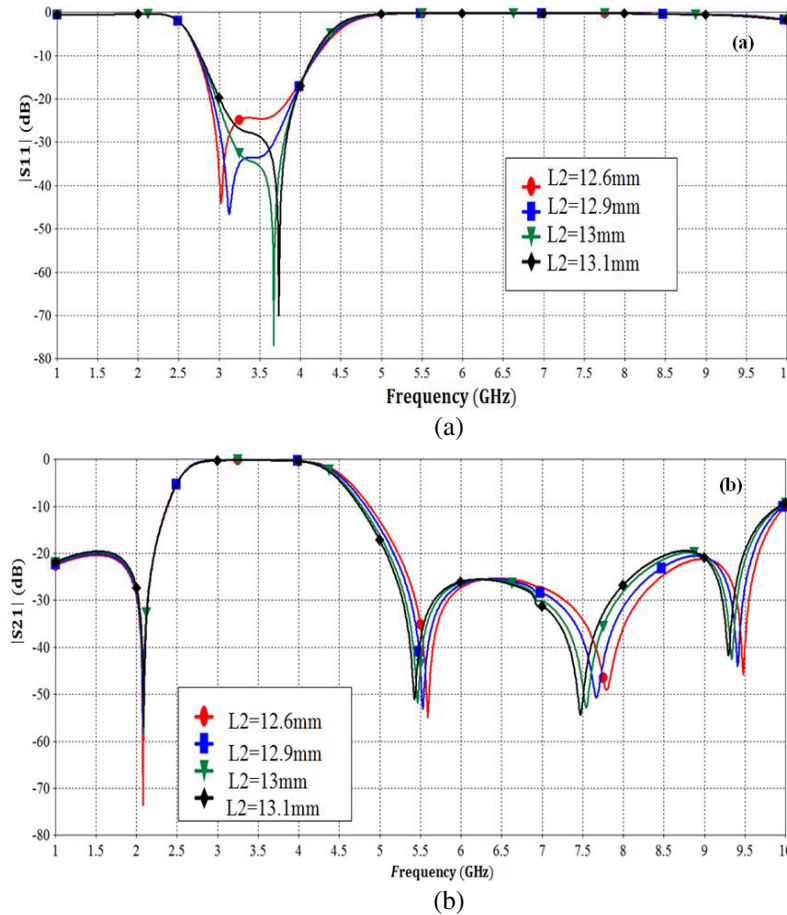 0
-10
-20
-30
-40
-50
-60
-70
-80
|S11| (dB)
(a)
L2=12.6mm
L2=12.9mm
L2=13mm
L2=13.1mm
1 1.5 2 2.5 3 3.5 4 4.5 5 5.5 6 6.5 7 7.5 8 8.5 9 9.5 10
Frequency (GHz)
(a)
0
-10
-20
-30
-40
-50
-60
-70
-80
|S21| (dB)
(b)
L2=12.6mm
L2=12.9mm
L2=13mm
L2=13.1mm
1 1.5 2 2.5 3 3.5 4 4.5 5 5.5 6 6.5 7 7.5 8 8.5 9 9.5 10
Frequency (GHz)
(b)